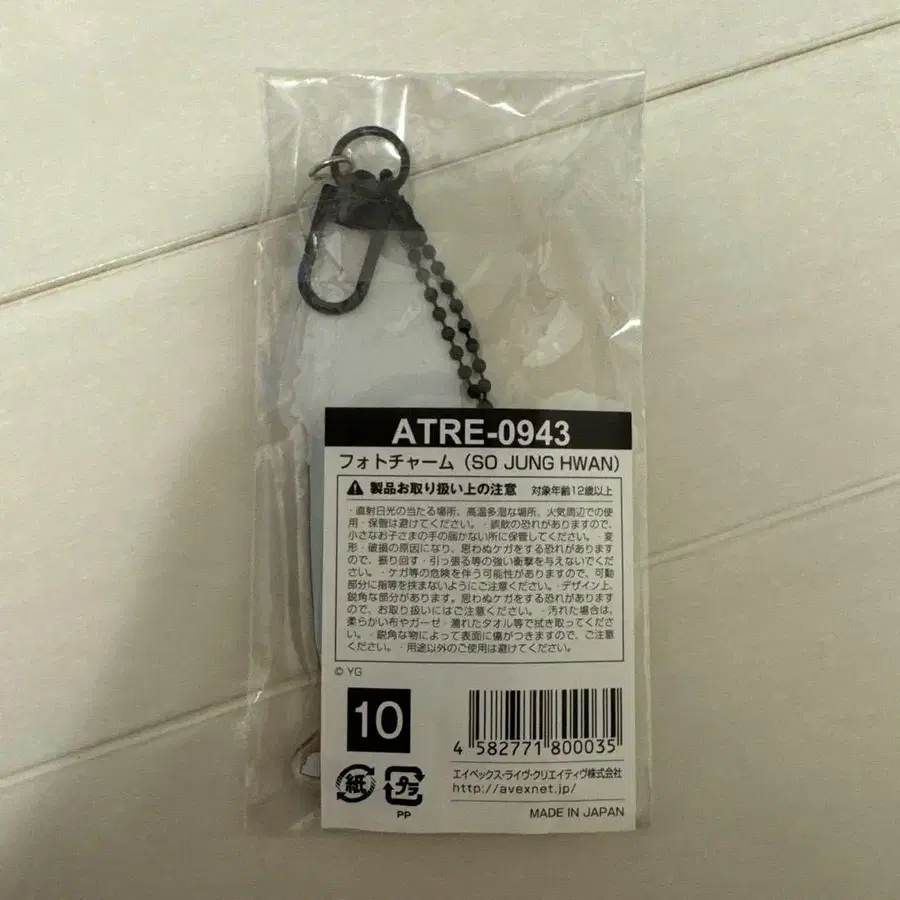 ATRE-0943
フォトチャーム（SO JUNG HWAN）
製品お取り扱い上の注意 対象年齢12歳以上
・直射日光の当たる場所、高温多湿な場所、火気周辺での使
用・保管は避けてください。・誤飲の恐れがありますので、
小さなお子さまの手の届かない所に保管してください。・変
形・破損の原因になり、思わぬケガをする恐れがあります
ので、振り回す・引っ張る等の強い衝撃を与えないでくだ
さい。・ケガ等の危険を伴う可能性がありますので、可動
部分に指等を挟まないようにご注意ください。・デザイン上、
鋭角な部分があります。思わぬケガをする恐れがあります
ので、お取り扱いにはご注意ください。・汚れた場合は、
柔らかい布やガーゼ・濡れたタオル等で拭き取ってくださ
い。・鋭角な物によって表面に傷がつきますので、ご注意
ください。・用途以外のご使用は避けてください。
© YG
10
4 582771 800035
紙
プラ
PP
エイベックス・ライヴ・クリエイティヴ株式会社
http://avexnet.jp/
MADE IN JAPAN